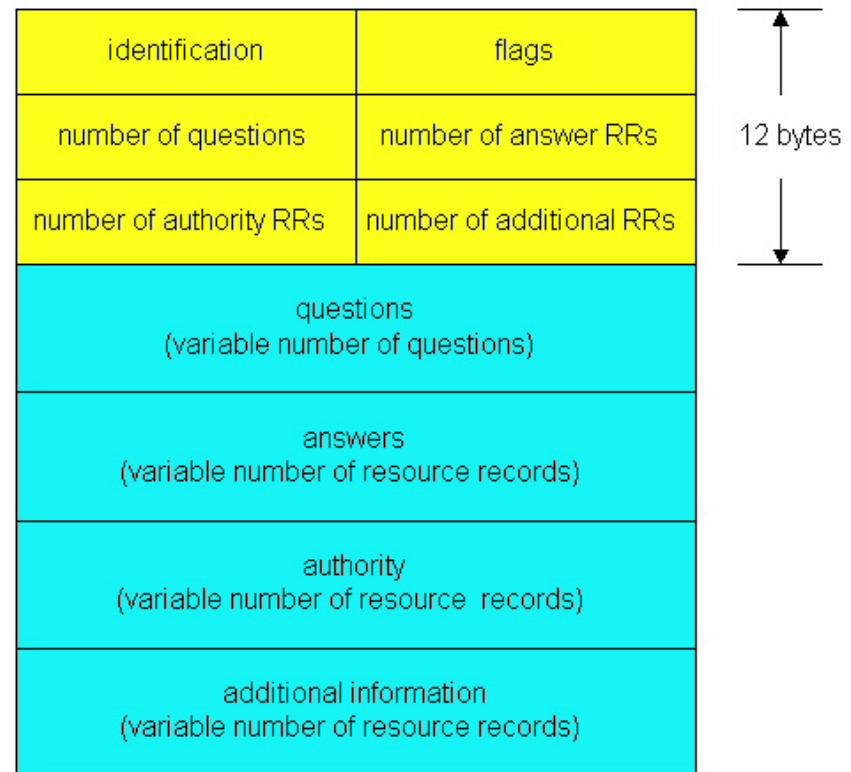 identification
flags
number of questions
number of answer RRs
12 bytes
number of authority RRs
number of additional RRs
questions
(variable number of questions)
answers
(variable number of resource records)
authority
(variable number of resource records)
additional information
(variable number of resource records)